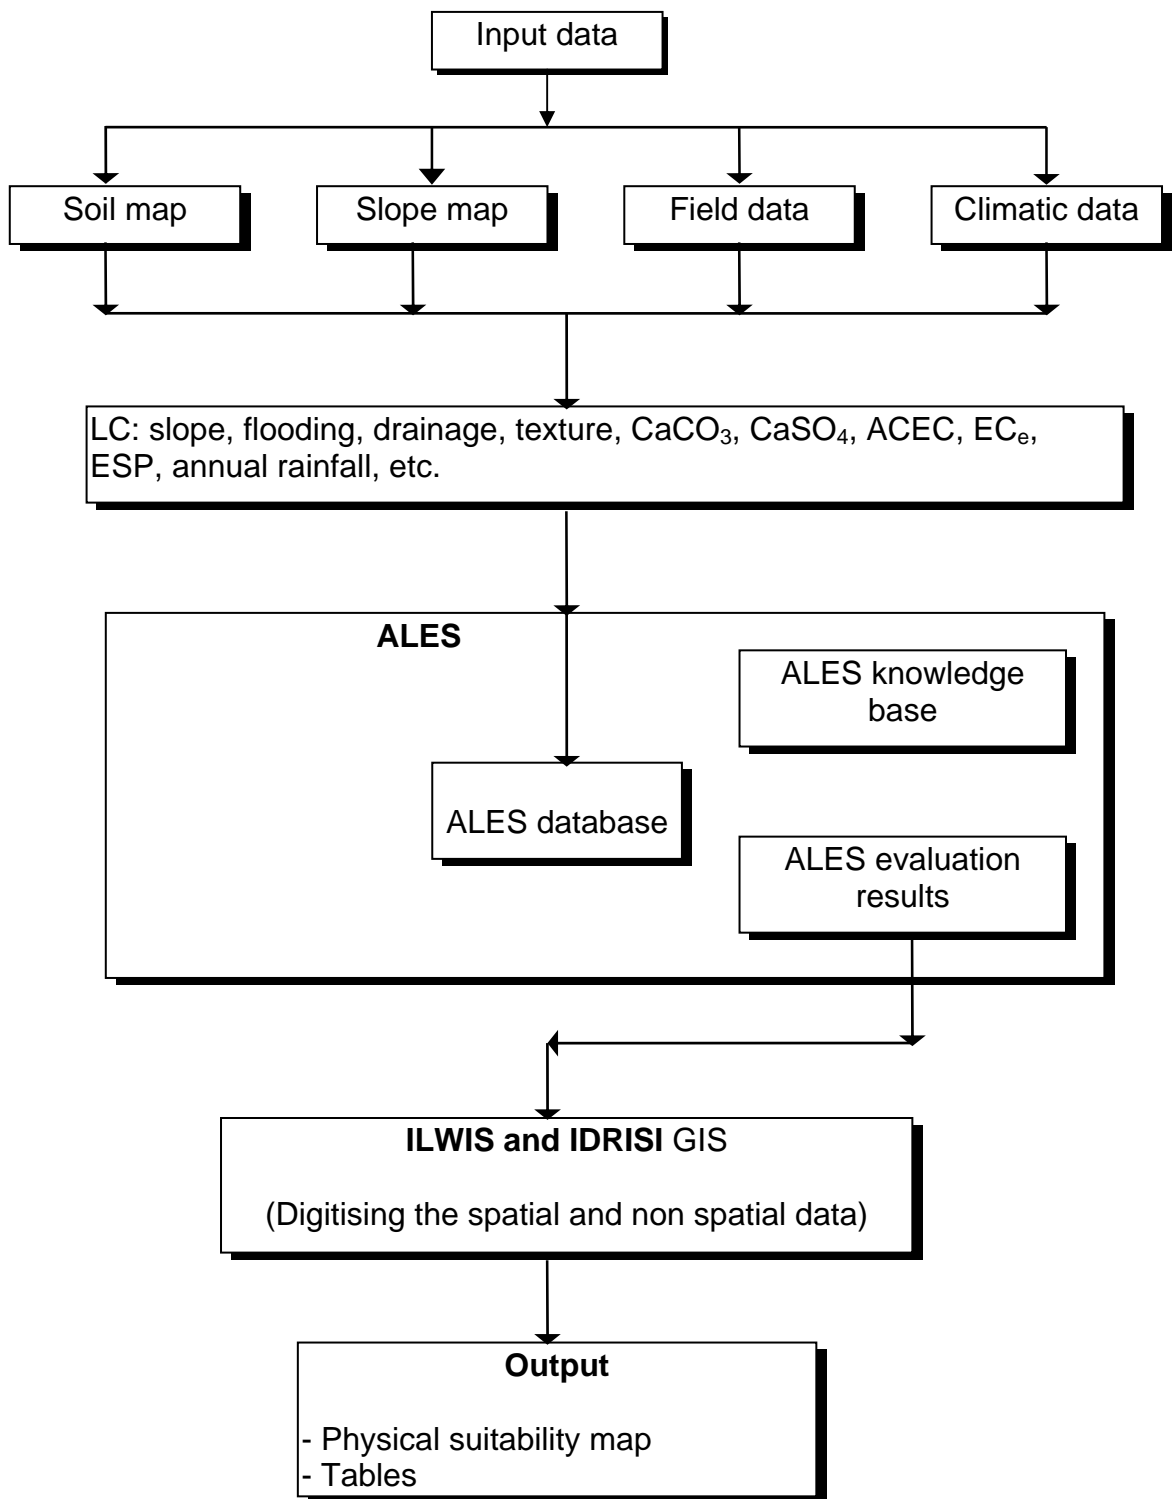 Input data
Soil map
Slope map
Field data
Climatic data
LC: slope, flooding, drainage, texture, CaCO₃, CaSO₄, ACEC, ECₑ,
ESP, annual rainfall, etc.
ALES
ALES knowledge
base
ALES database
ALES evaluation
results
ILWIS and IDRISI GIS
(Digitising the spatial and non spatial data)
Output
- Physical suitability map
- Tables